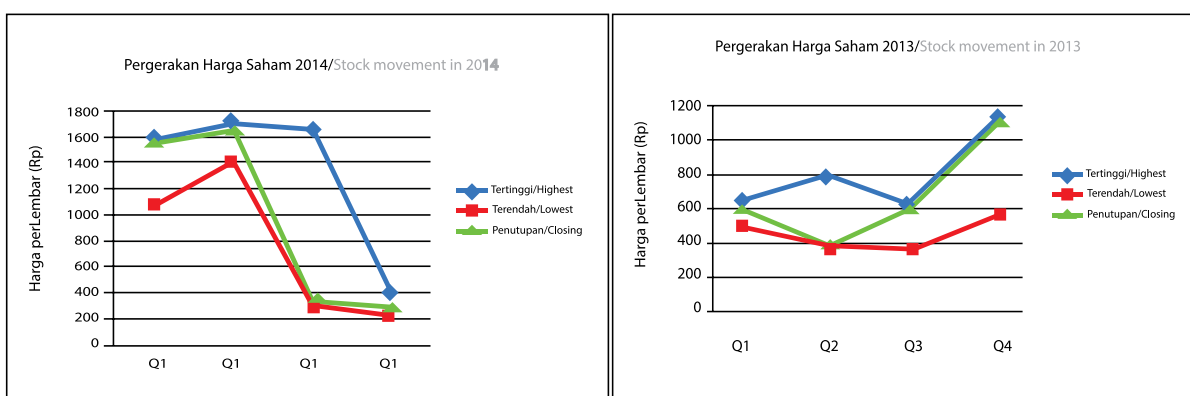 Pergerakan Harga Saham 2014/Stock movement in 2014
Harga perLembar (Rp)
1800
1600
1400
1200
1000
800
600
400
200
0
Q1 Q1 Q1 Q1
Tertinggi/Highest
Terendah/Lowest
Penutupan/Closing
Pergerakan Harga Saham 2013/Stock movement in 2013
Harga perLembar (Rp)
1200
1000
800
600
400
200
0
Q1 Q2 Q3 Q4
Tertinggi/Highest
Terendah/Lowest
Penutupan/Closing